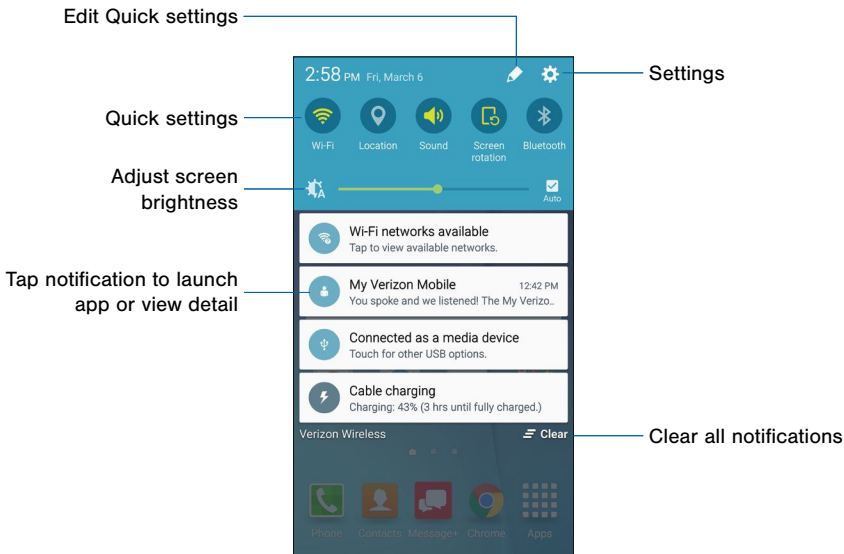 Edit Quick settings
Settings
2:58 PM Fri, March 6
Quick settings
Wi-Fi
Location
Sound
Screen
rotation
Bluetooth
Adjust screen
brightness
A
Auto
Wi-Fi networks available
Tap to view available networks.
Tap notification to launch
app or view detail
My Verizon Mobile
12:42 PM
You spoke and we listened! The My Verizo..
Connected as a media device
Touch for other USB options.
Cable charging
Charging: 43% (3 hrs until fully charged.)
Verizon Wireless
Clear
Clear all notifications
Phone
Contacts
Message+
Chrome
Apps